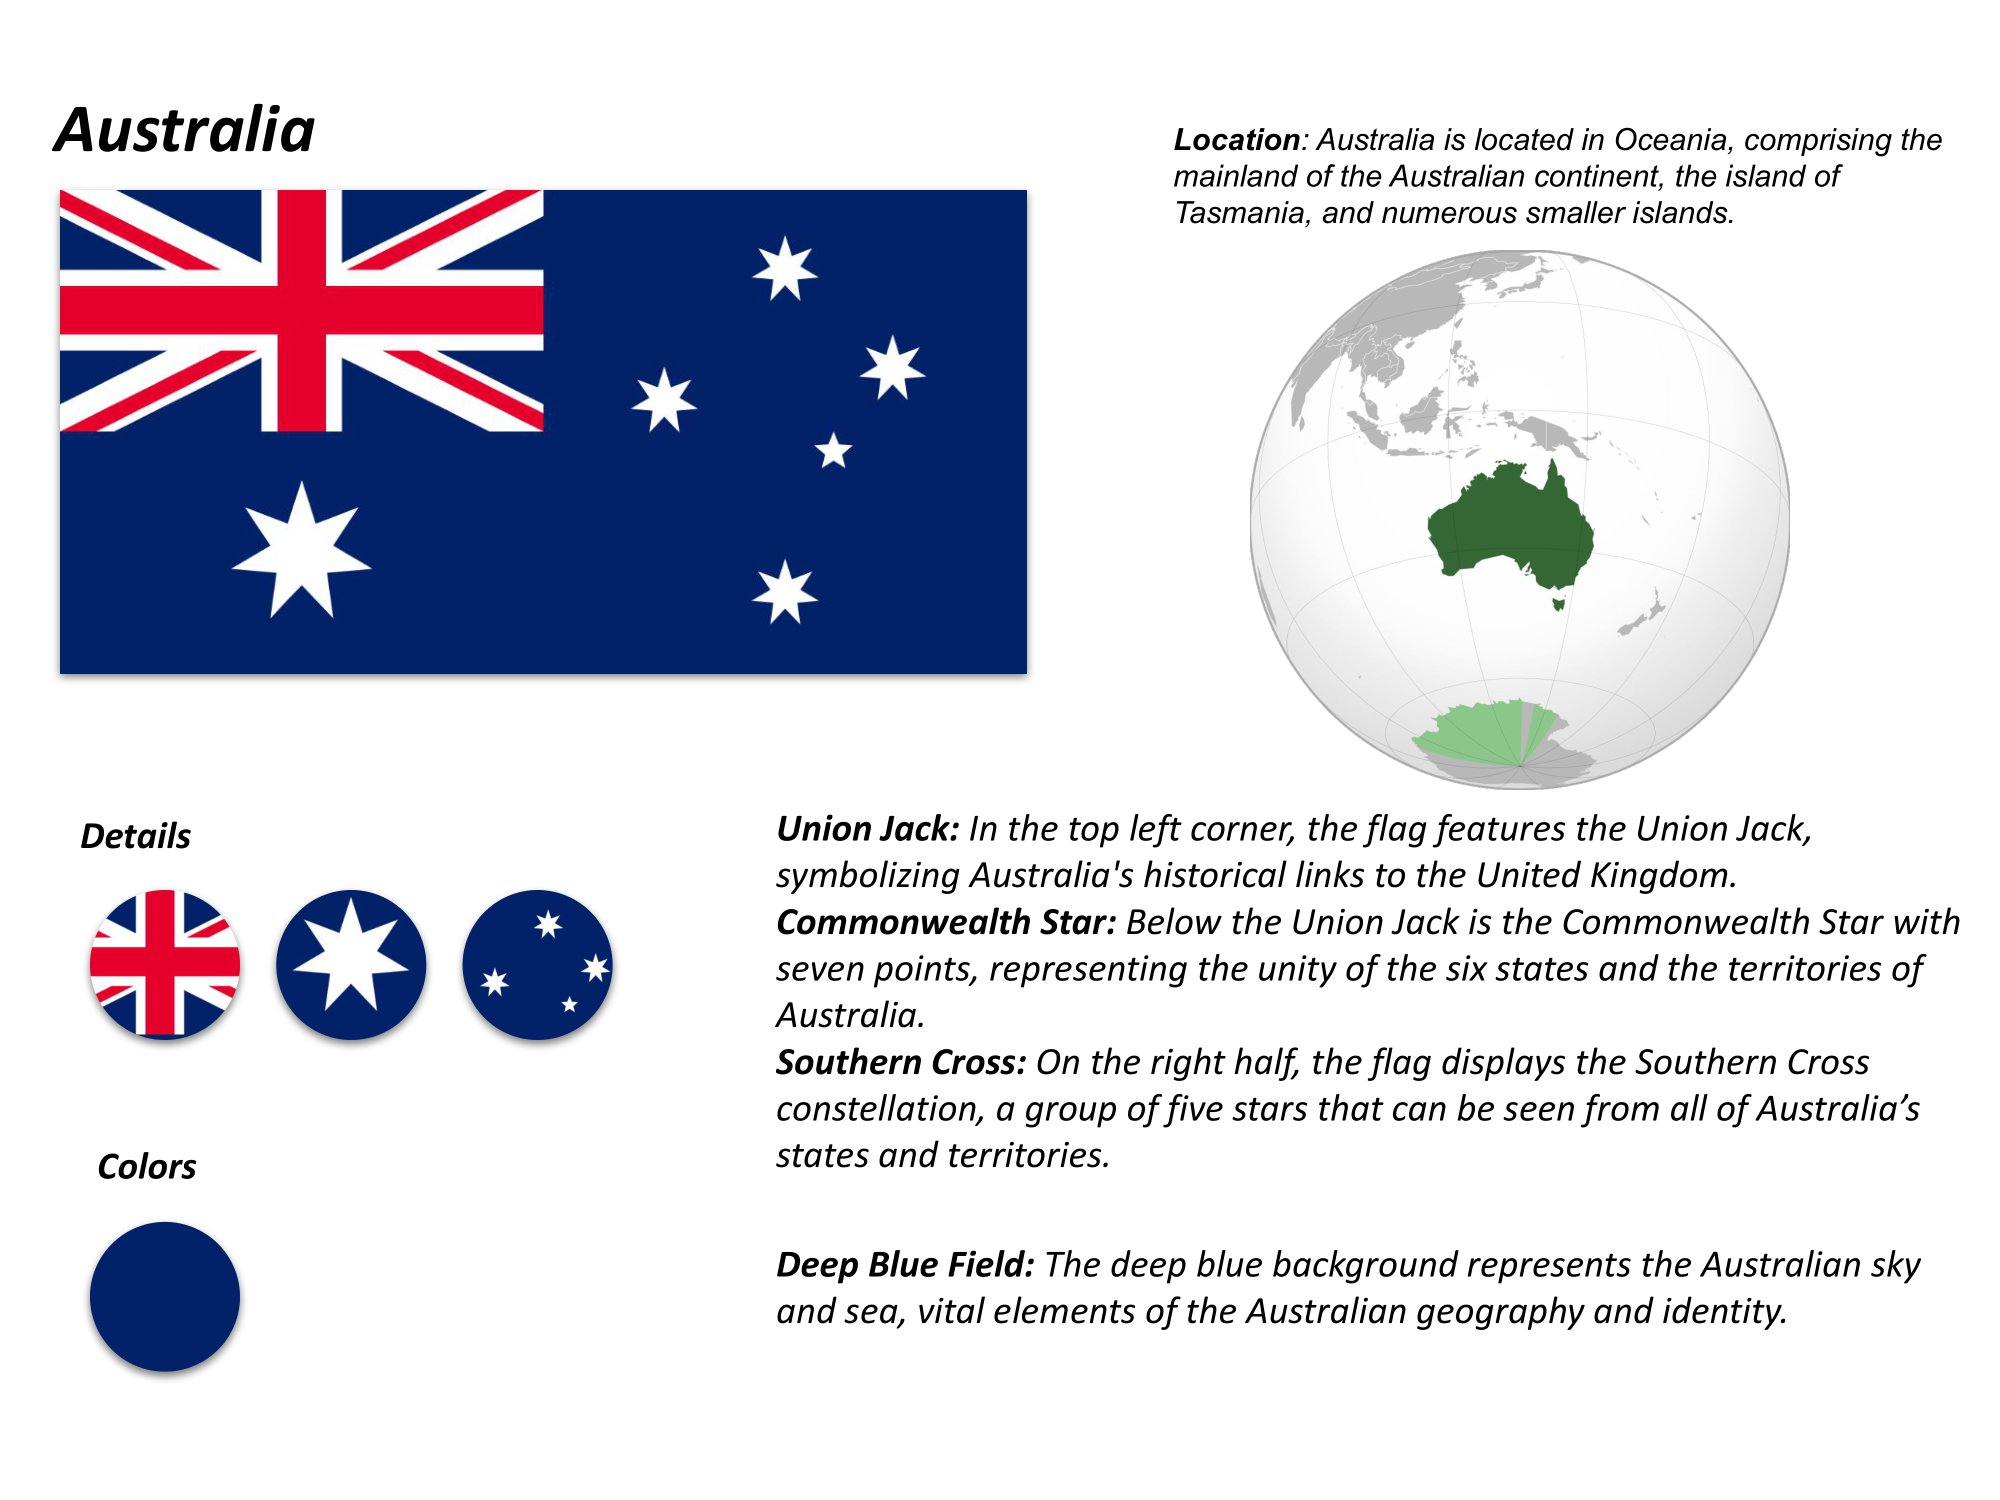 Australia
Location: Australia is located in Oceania, comprising the
mainland of the Australian continent, the island of
Tasmania, and numerous smaller islands.
Details
Union Jack: In the top left corner, the flag features the Union Jack,
symbolizing Australia's historical links to the United Kingdom.
Commonwealth Star: Below the Union Jack is the Commonwealth Star with
seven points, representing the unity of the six states and the territories of
Australia.
Southern Cross: On the right half, the flag displays the Southern Cross
constellation, a group of five stars that can be seen from all of Australia’s
states and territories.
Colors
Deep Blue Field: The deep blue background represents the Australian sky
and sea, vital elements of the Australian geography and identity.